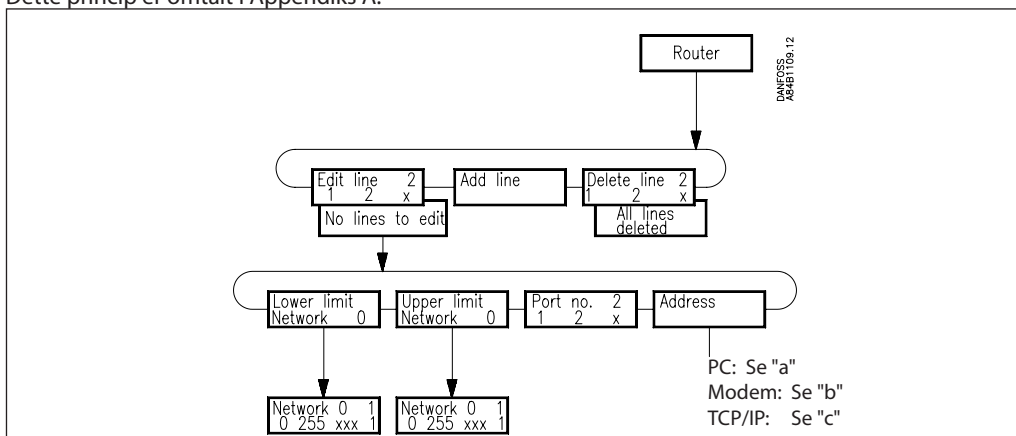 Dette princip er omtalt i Appendiks A.
Router
DANFOSS
A84B1109.12
Edit line 2
1 2 x
No lines to edit
Add line
Delete line 2
1 2 x
All lines
deleted
Lower limit
Network 0
Upper limit
Network 0
Port no. 2
1 2 x
Address
PC: Se "a"
Modem: Se "b"
TCP/IP: Se "c"
Network 0 1
0 255 xxx 1
Network 0 1
0 255 xxx 1